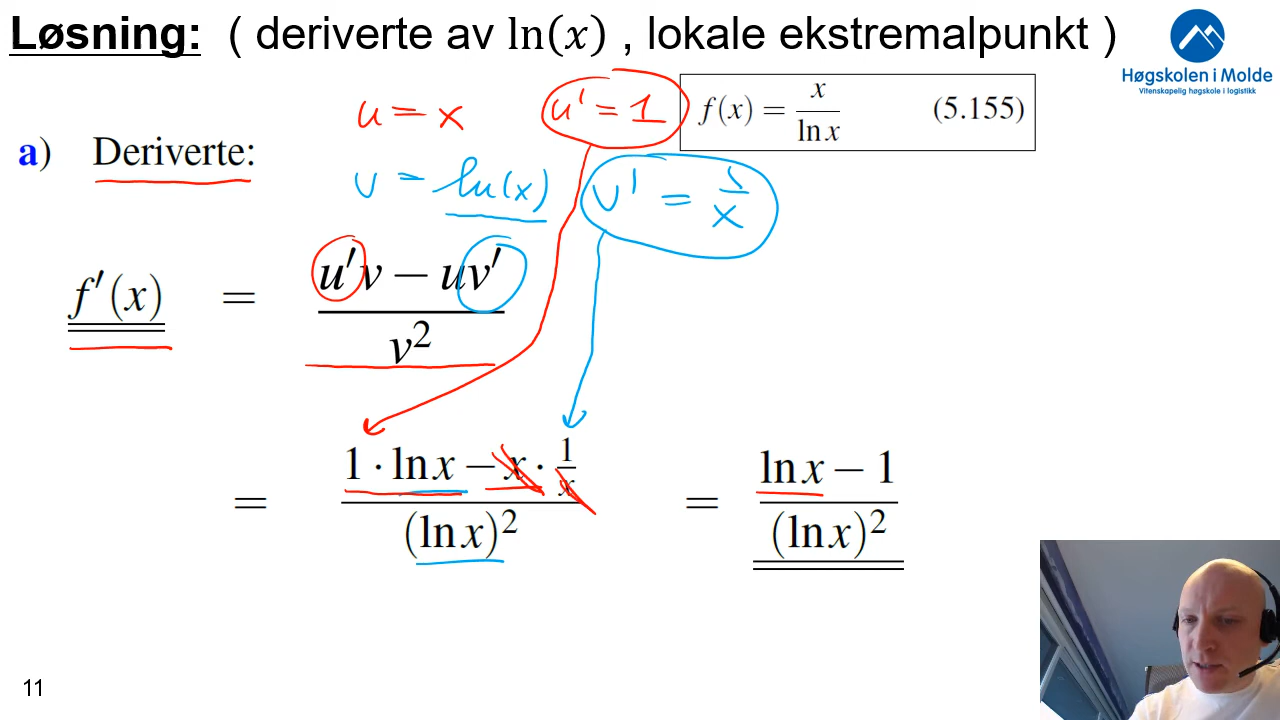 Løsning: ( deriverte av ln(x) , lokale ekstremalpunkt )
Høgskolen i Molde
Vitenskapelig høgskole i logistikk
u = x u' = 1
f(x) = x / ln x (5.155)
a) Deriverte:
v = ln(x) v' = 1/x
f'(x) = (u'v − uv') / v²
= (1 · ln x − x · 1/x) / (ln x)² = (ln x − 1) / (ln x)²
11